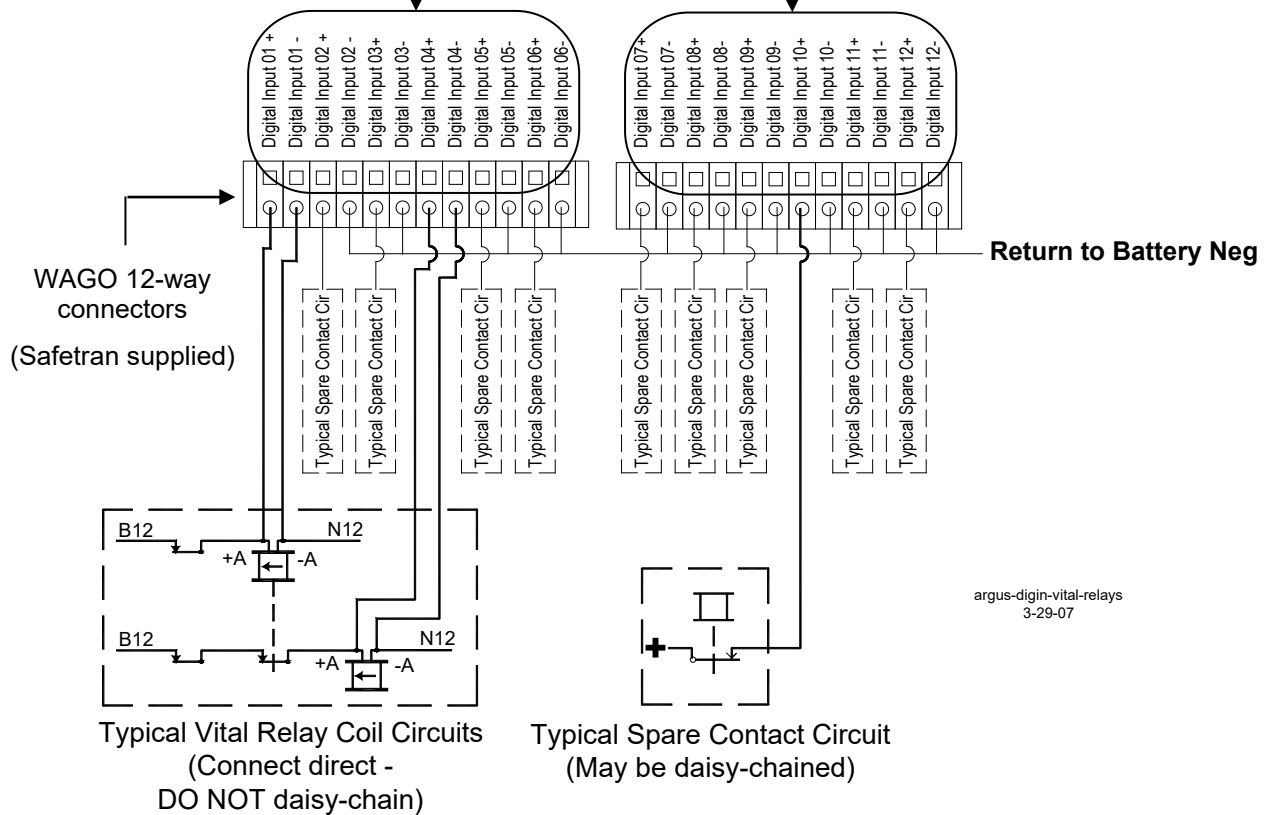 Digital Input 01 +
Digital Input 01 -
Digital Input 02 +
Digital Input 02 -
Digital Input 03+
Digital Input 03-
Digital Input 04+
Digital Input 04-
Digital Input 05+
Digital Input 05-
Digital Input 06+
Digital Input 06-
Digital Input 07+
Digital Input 07-
Digital Input 08+
Digital Input 08-
Digital Input 09+
Digital Input 09-
Digital Input 10+
Digital Input 10-
Digital Input 11+
Digital Input 11-
Digital Input 12+
Digital Input 12-
Return to Battery Neg
WAGO 12-way
connectors
(Safetran supplied)
Typical Spare Contact Cir
Typical Spare Contact Cir
Typical Spare Contact Cir
Typical Spare Contact Cir
Typical Spare Contact Cir
Typical Spare Contact Cir
Typical Spare Contact Cir
Typical Spare Contact Cir
Typical Spare Contact Cir
B12
N12
+A
-A
B12
N12
+A
-A
Typical Vital Relay Coil Circuits
(Connect direct -
DO NOT daisy-chain)
+
Typical Spare Contact Circuit
(May be daisy-chained)
argus-digin-vital-relays
3-29-07